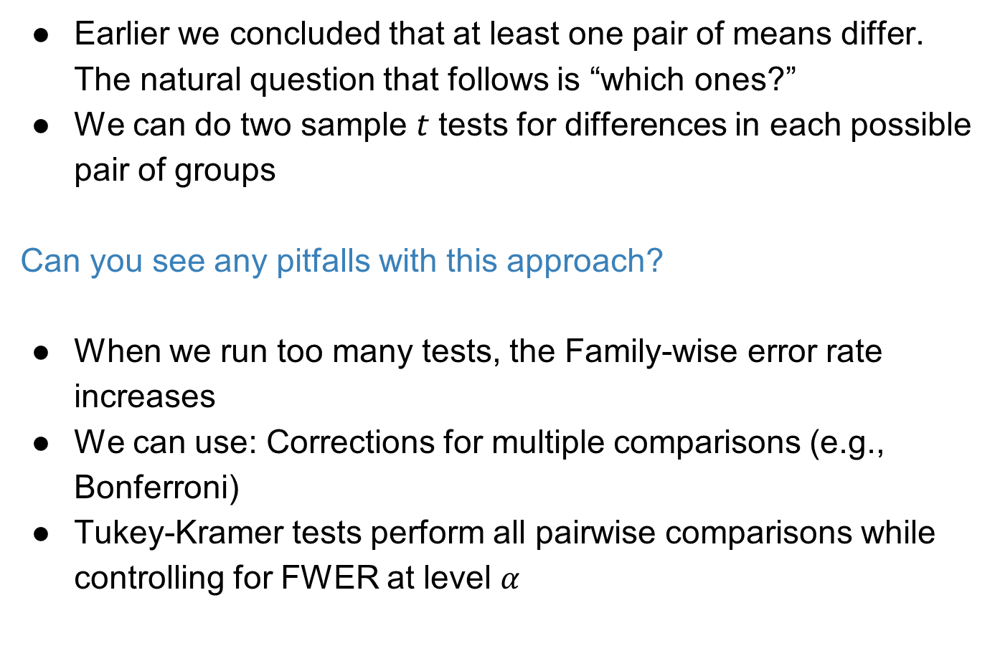 ● Earlier we concluded that at least one pair of means differ.
The natural question that follows is “which ones?”
● We can do two sample 𝑡 tests for differences in each possible
pair of groups
Can you see any pitfalls with this approach?
● When we run too many tests, the Family-wise error rate
increases
● We can use: Corrections for multiple comparisons (e.g.,
Bonferroni)
● Tukey-Kramer tests perform all pairwise comparisons while
controlling for FWER at level 𝛼